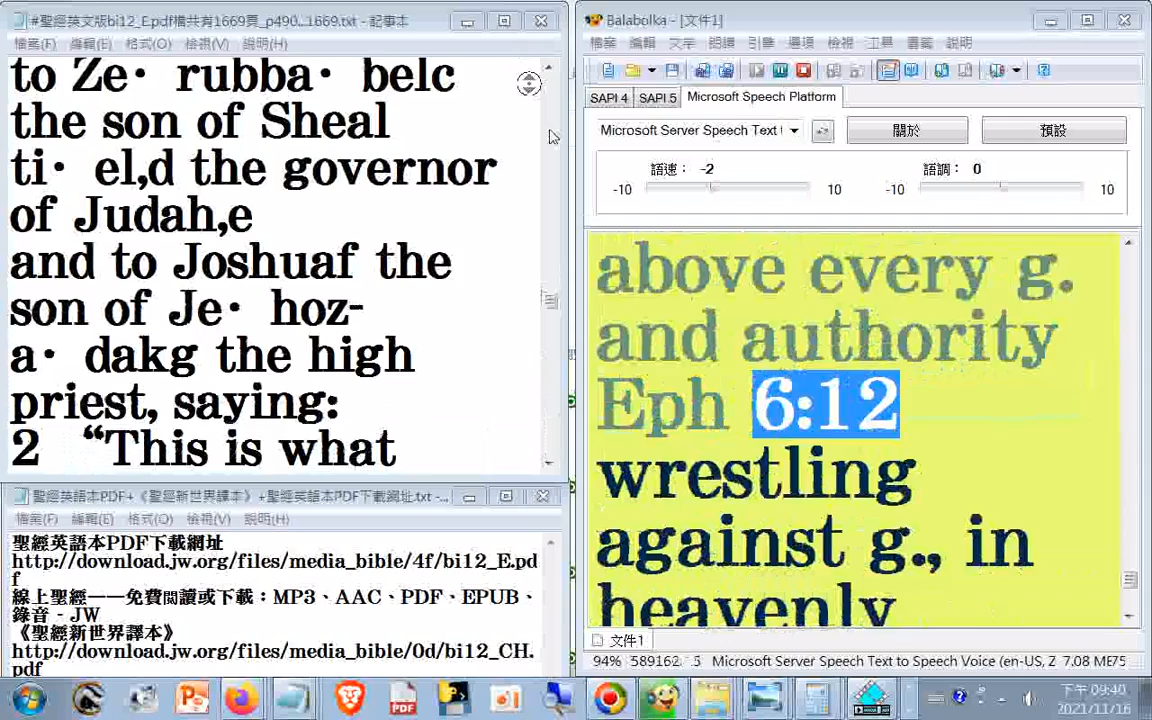 #聖經英文版bi12_E.pdf檔共有1669頁_p490...1669.txt - 記事本
檔案(F) 編輯(E) 格式(O) 檢視(V) 說明(H)
to Ze· rubba· belc
the son of Sheal
ti· el,d the governor
of Judah,e
and to Joshuaf the
son of Je· hoz-
a· dakg the high
priest, saying:
2 “This is what
聖經英語本PDF+《聖經新世界譯本》+聖經英語本PDF下載網址.txt -...
檔案(F) 編輯(E) 格式(O) 檢視(V) 說明(H)
聖經英語本PDF下載網址
http://download.jw.org/files/media_bible/4f/bi12_E.pd
f
線上聖經——免費閱讀或下載：MP3、AAC、PDF、EPUB、
錄音 - JW
《聖經新世界譯本》
http://download.jw.org/files/media_bible/0d/bi12_CH.
pdf
Balabolka - [文件1]
檔案 編輯 文字 朗讀 引擎 選項 檢視 工具 書籤 說明
SAPI 4 SAPI 5 Microsoft Speech Platform
Microsoft Server Speech Text 關於 預設
語速： -2 語調： 0
-10 10 -10 10
above every g.
and authority
Eph 6:12
wrestling
against g., in
heavenly
文件1
94% 589162 Microsoft Server Speech Text to Speech Voice (en-US, Z 7.08 ME75
下午 09:40
2021/11/16